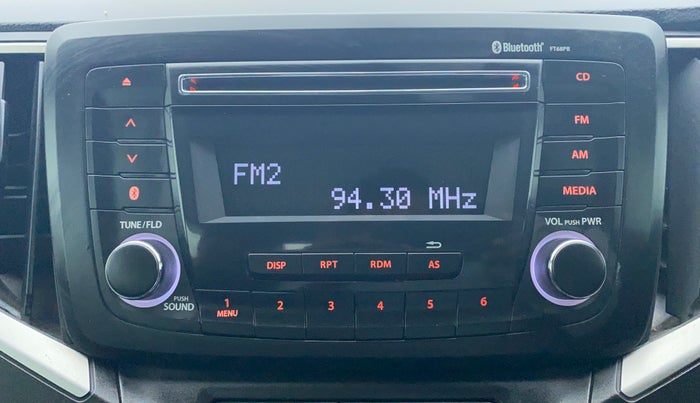 Bluetooth® FT68PB
CD
FM
FM2
AM
94.30 MHz
MEDIA
TUNE/FLD
VOL PUSH PWR
DISP RPT RDM AS
PUSH SOUND
1 2 3 4 5 6
MENU